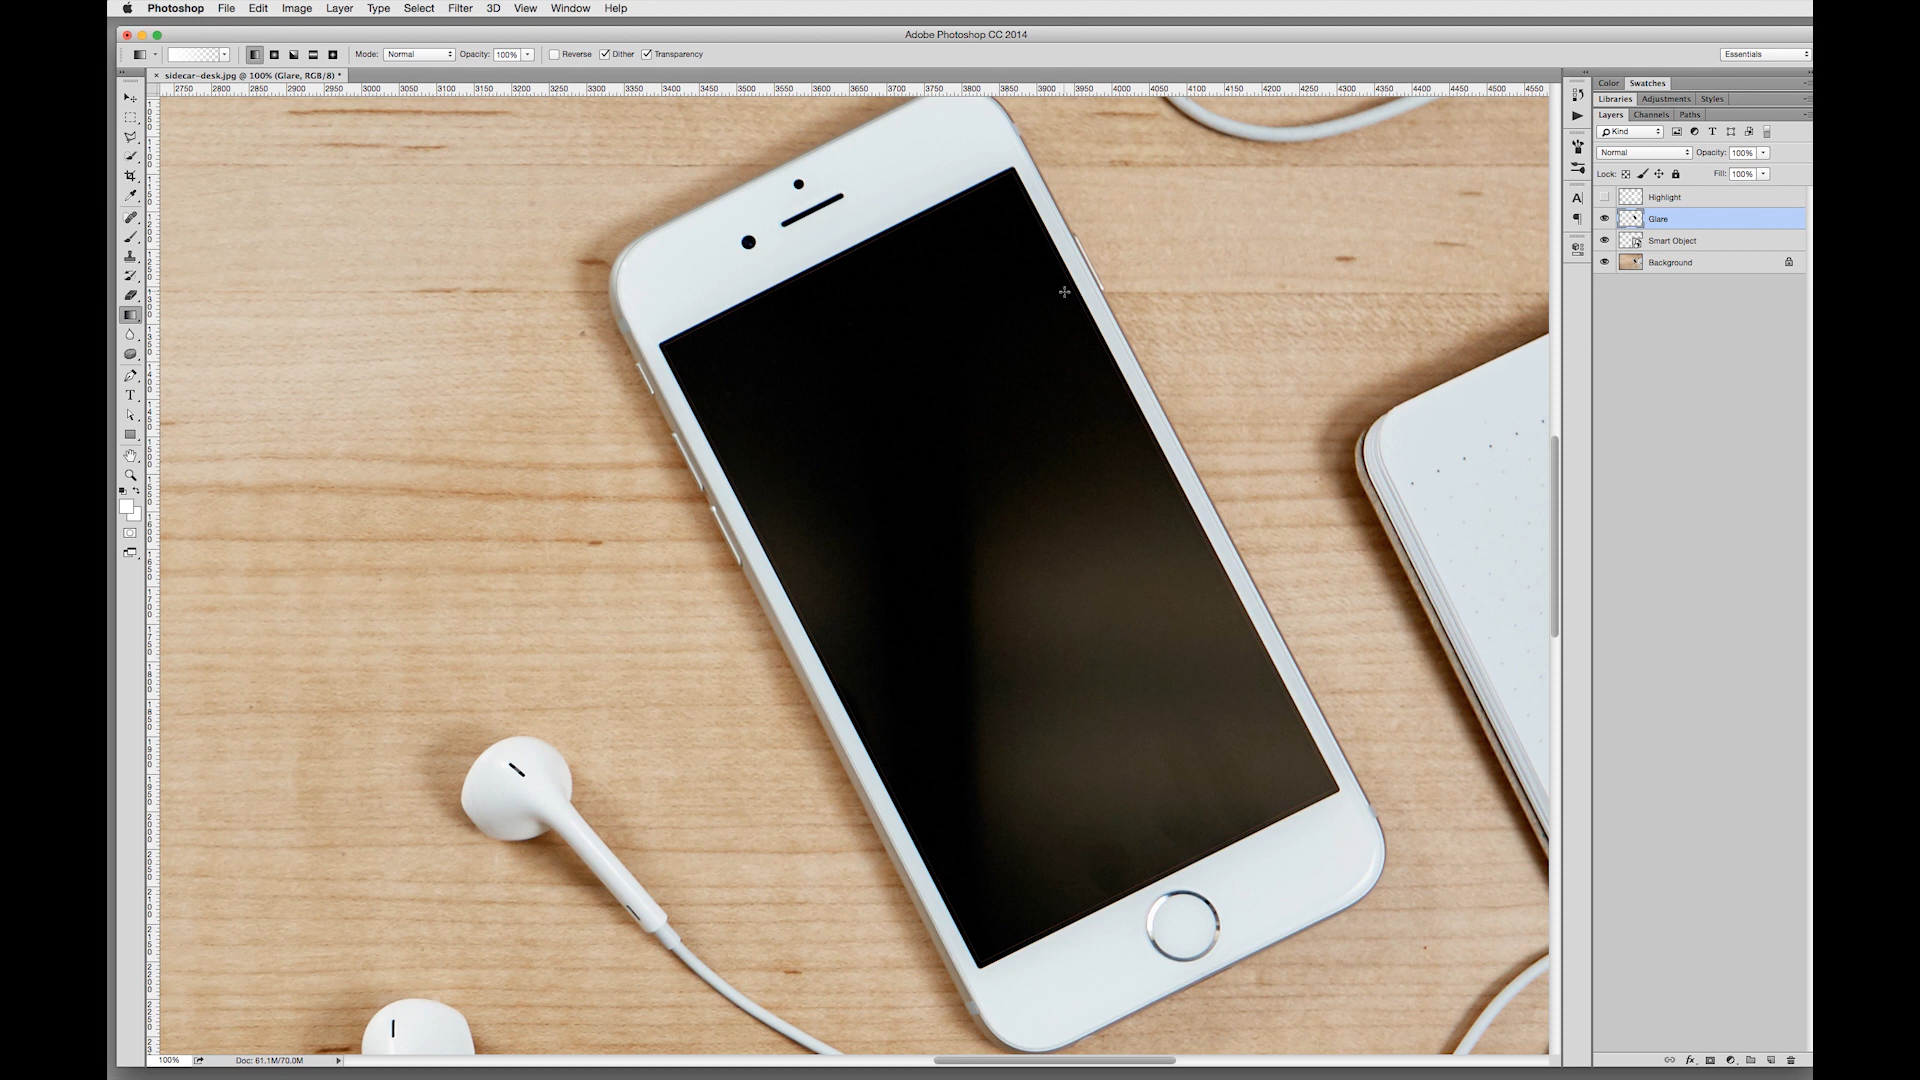 Photoshop File Edit Image Layer Type Select Filter 3D View Window Help
Adobe Photoshop CC 2014
Mode: Normal Opacity: 100% Reverse Dither Transparency Essentials
× sidecar-desk.jpg @ 100% (Glare, RGB/8) *
2750 2800 2850 2900 2950 3000 3050 3100 3150 3200 3250 3300 3350 3400 3450 3500 3550 3600 3650 3700 3750 3800 3850 3900 3950 4000 4050 4100 4150 4200 4250 4300 4350 4400 4450 4500 4550
Color Swatches
Libraries Adjustments Styles
Layers Channels Paths
Kind
Normal Opacity: 100%
Lock: Fill: 100%
Highlight
Glare
Smart Object
Background
100% Doc: 61.1M/70.0M